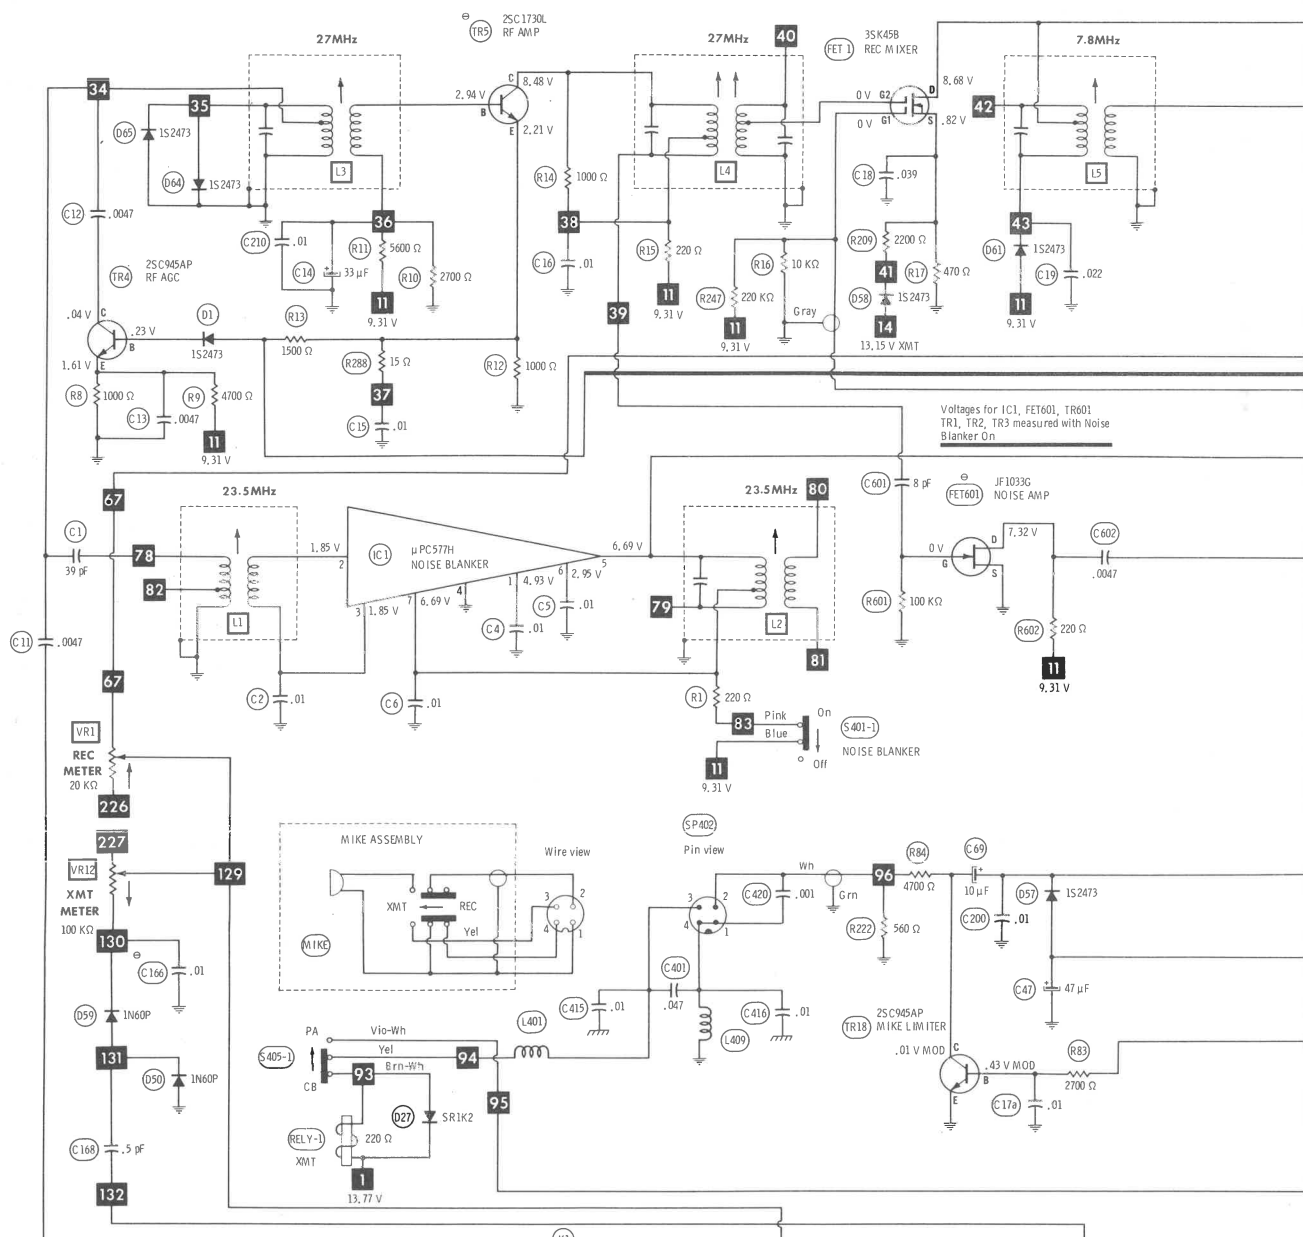 ⊖ 2SC1730L
TR5 RF AMP
27MHz
27MHz
40
3SK45B
FET 1 REC MIXER
7.8MHz
34
35
D65 1S2473
D64 1S2473
L3
2.94 V
C
8.48 V
B
E
2.21 V
L4
0 V G2
0 V G1
D
8.68 V
S
.82 V
42
L5
C12 .0047
C210 .01
C14 33 µF
36
R11 5600 Ω
R10 2700 Ω
11
9.31 V
R14 1000 Ω
38
C16 .01
R15 220 Ω
11
9.31 V
R16 10 KΩ
R247 220 KΩ
11
9.31 V
Gray
C18 .039
R209 2200 Ω
41
D58 1S2473
14
13.15 V XMT
R17 470 Ω
43
D61 1S2473
C19 .022
11
9.31 V
2SC945AP
TR4 RF AGC
.04 V C
.23 V
B
1.61 V E
D1
1S2473
R13
1500 Ω
R288 15 Ω
37
C15 .01
R12 1000 Ω
39
R8 1000 Ω
C13 .0047
R9 4700 Ω
11
9.31 V
Voltages for IC1, FET601, TR601
TR1, TR2, TR3 measured with Noise
Blanker On
67
23.5MHz
23.5MHz
80
C601 8 pF
⊖ JF1033G
FET601 NOISE AMP
C1
39 pF
78
82
L1
1.85 V
2
IC1
µPC577H
NOISE BLANKER
6.69 V
5
3 1.85 V
7 6.69 V
4
1 4.93 V
6 2.95 V
C4 .01
C5 .01
79
L2
81
0 V
G
D
7.32 V
S
C602
.0047
R601 100 KΩ
R602 220 Ω
11
9.31 V
C11 .0047
67
C2 .01
C6 .01
R1 220 Ω
83 Pink
Blue
On
Off
S401-1
NOISE BLANKER
11
9.31 V
VR1
REC
METER
20 KΩ
226
227
VR12
XMT
METER
100 KΩ
129
MIKE ASSEMBLY
Wire view
XMT
REC
Yel
MIKE
3
2
4
1
SP402
Pin view
3
2
4
1
Wh
Grn
C420 .001
96
R84
4700 Ω
C69
10 µF
D57 1S2473
C200 .01
R222 560 Ω
C47 47 µF
130
⊖
C166 .01
D59 1N60P
131
D50 1N60P
C168 .5 pF
132
C401
.047
C415 .01
C416 .01
L409
L401
PA
Vio-Wh
S405-1
Yel
CB
Brn-Wh
94
93
95
D27 SR1K2
RELY-1 220 Ω
XMT
1
13.77 V
2SC945AP
TR18 MIKE LIMITER
.01 V MOD C
.43 V MOD
B
E
R83
2700 Ω
C17a .01